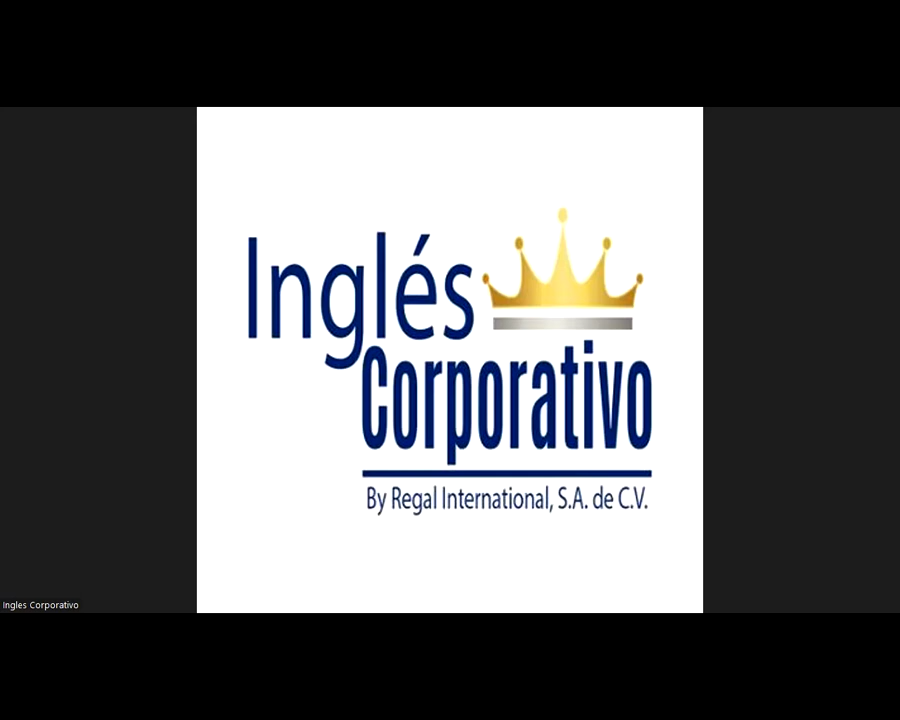 Inglés
Corporativo
By Regal International, S.A. de C.V.
Ingles Corporativo